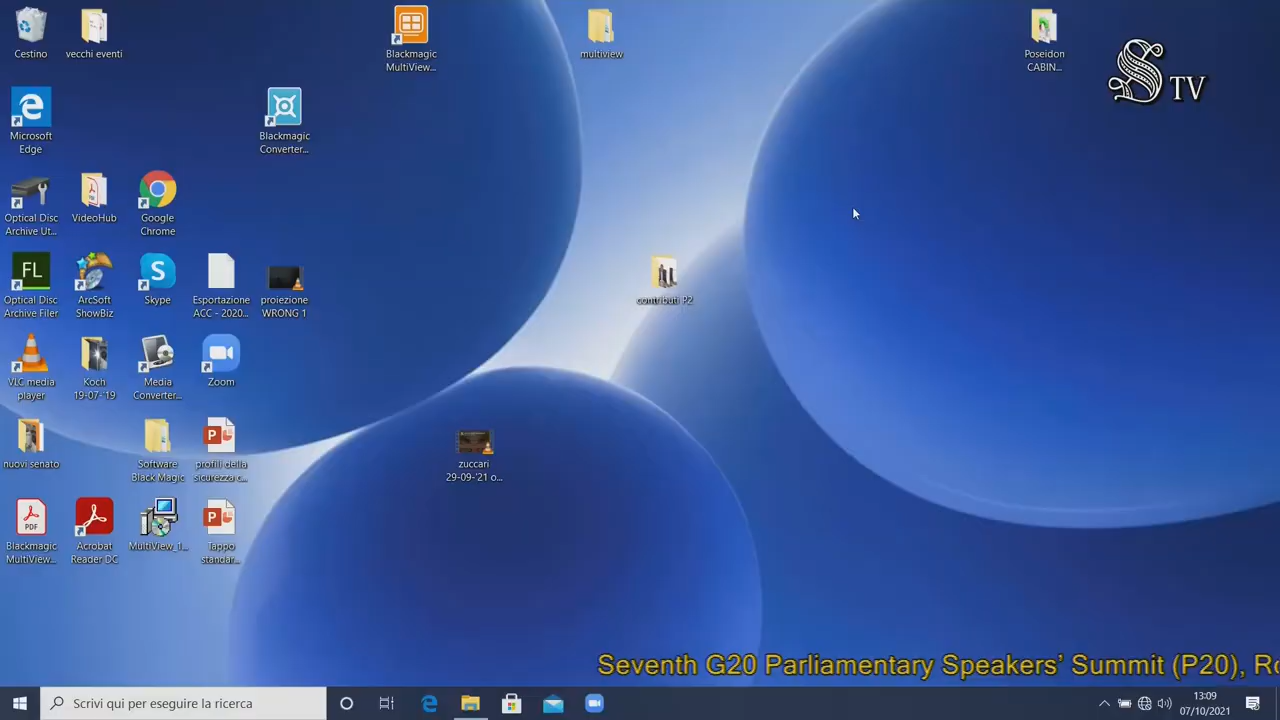 Cestino
vecchi eventi
Blackmagic
MultiView...
multiview
Poseidon
CABIN...
S TV
Microsoft
Edge
Blackmagic
Converter...
Optical Disc
Archive Ut...
VideoHub
Google
Chrome
FL
Optical Disc
Archive Filer
ArcSoft
ShowBiz
S
Skype
Esportazione
ACC - 2020...
proiezione
WRONG 1
contributi P2
VLC media
player
Koch
19-07-'19
Media
Converter...
Zoom
nuovi senato
Software
Black Magic
profili della
sicurezza c...
zuccari
29-09-'21 o...
PDF
Blackmagic
MultiView...
Acrobat
Reader DC
MultiView_1...
Tappo
standar...
Seventh G20 Parliamentary Speakers' Summit (P20), Ro
Scrivi qui per eseguire la ricerca
13:09
07/10/2021